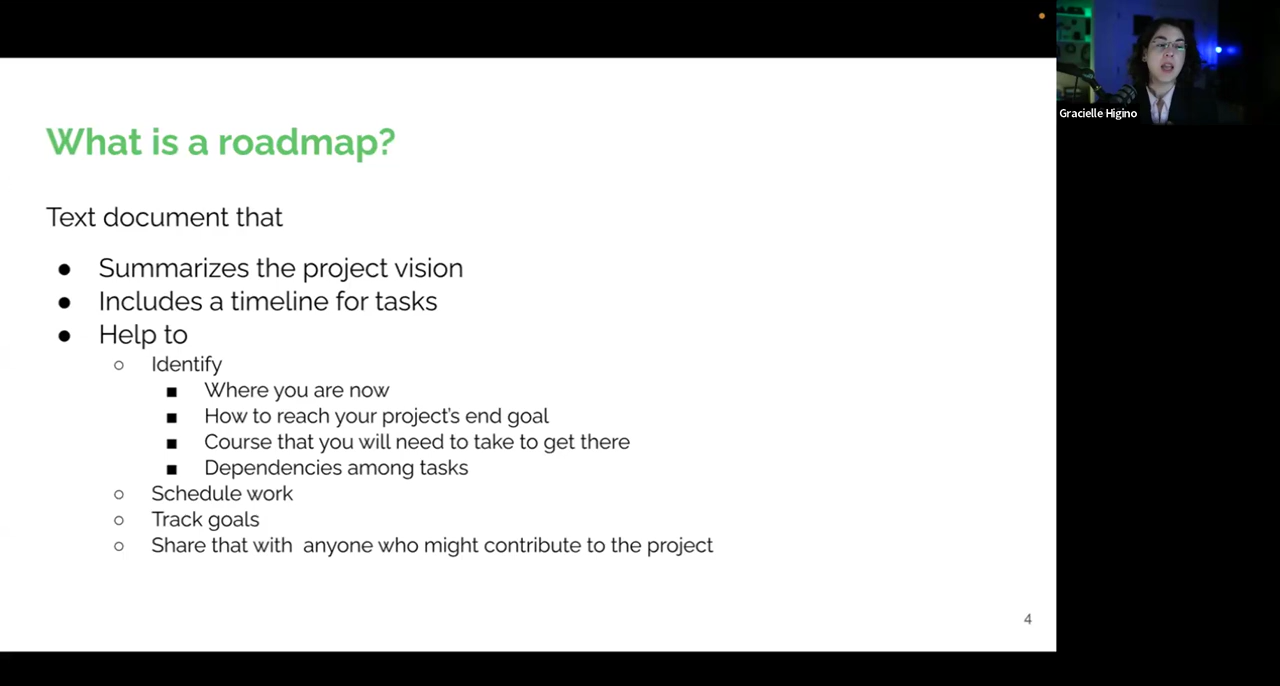 What is a roadmap?
Text document that
● Summarizes the project vision
● Includes a timeline for tasks
● Help to
○ Identify
■ Where you are now
■ How to reach your project's end goal
■ Course that you will need to take to get there
■ Dependencies among tasks
○ Schedule work
○ Track goals
○ Share that with  anyone who might contribute to the project
4
Gracielle Higino